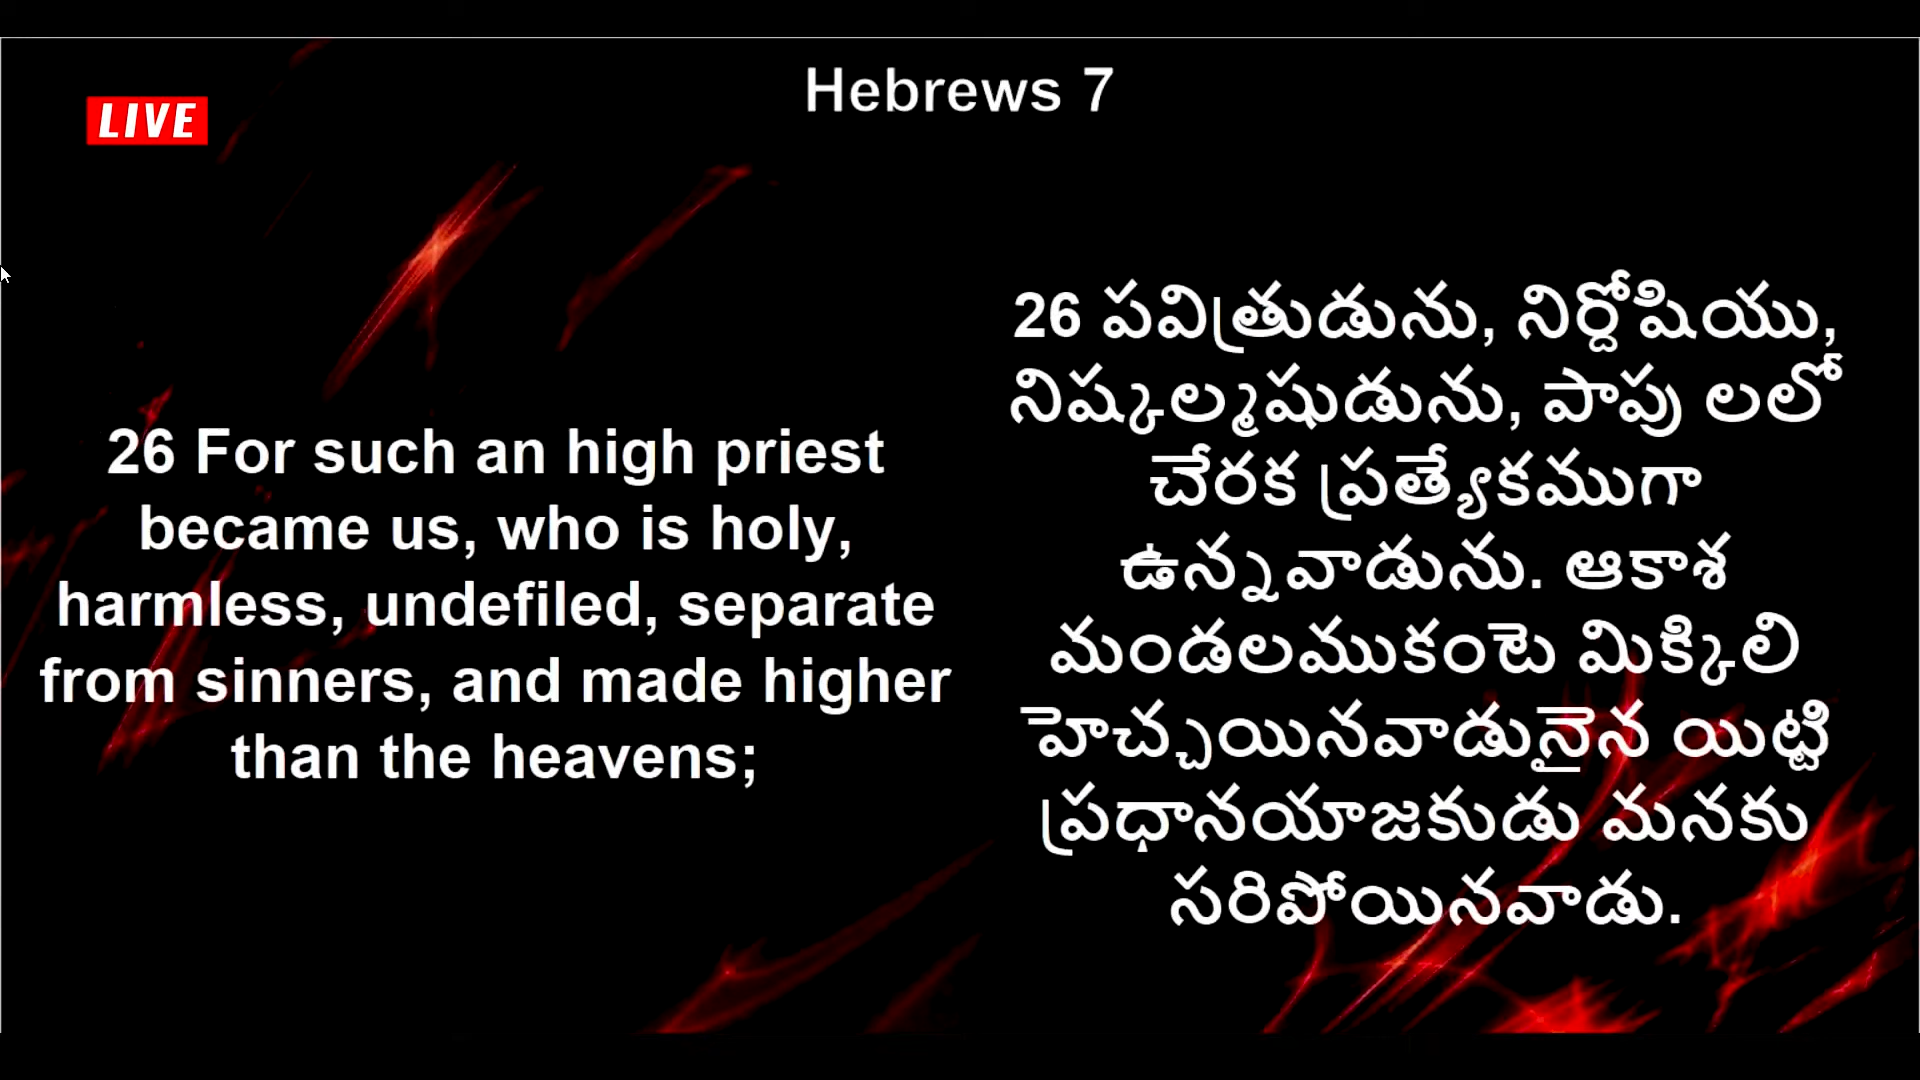 Hebrews 7
LIVE
26 For such an high priest
became us, who is holy,
harmless, undefiled, separate
from sinners, and made higher
than the heavens;
26 పవిత్రుడును, నిర్దోషియు,
నిష్కల్మషుడును, పాపు లలో
చేరక ప్రత్యేకముగా
ఉన్నవాడును. ఆకాశ
మండలముకంటె మిక్కిలి
హెచ్చయినవాడునైన యిట్టి
ప్రధానయాజకుడు మనకు
సరిపోయినవాడు.